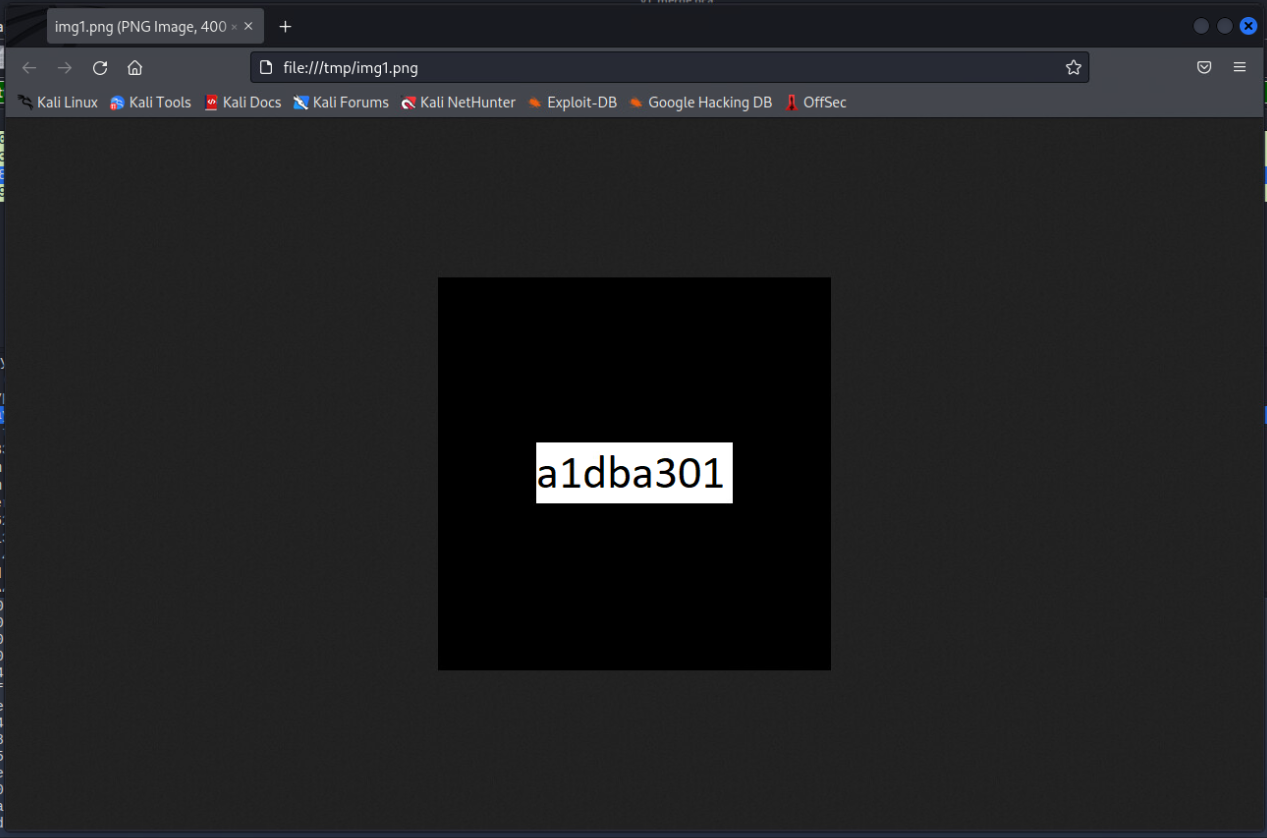 img1.png (PNG Image, 400
file:///tmp/img1.png
Kali Linux Kali Tools Kali Docs Kali Forums Kali NetHunter Exploit-DB Google Hacking DB OffSec
a1dba301